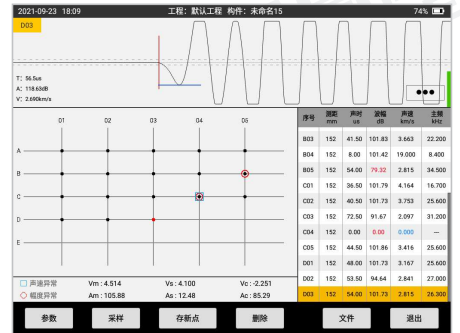 2021-09-23 18:09 工程: 默认工程 构件: 未命名15 74%
D03
T: 56.5us
A: 118.63dB
V: 2.690km/s
01 02 03 04 05
A
B
C
D
E
序号 测距 mm 声时 us 波幅 dB 声速 km/s 主频 kHz
B03 152 41.50 101.83 3.663 22.200
B04 152 8.00 101.42 19.000 8.400
B05 152 54.00 79.32 2.815 34.500
C01 152 36.50 101.79 4.164 16.700
C02 152 40.50 101.73 3.753 25.600
C03 152 72.50 91.67 2.097 31.200
C04 152 0.00 0.00 0.000 ---
C05 152 44.50 101.86 3.416 25.600
D01 152 48.00 101.73 3.167 25.600
D02 152 53.50 94.64 2.841 27.000
D03 152 54.00 101.73 2.815 26.300
声速异常 Vm : 4.514 Vs : 4.100 Vc : -2.251
幅度异常 Am : 105.88 As : 12.48 Ac : 85.29
参数 采样 存新点 删除 文件 退出